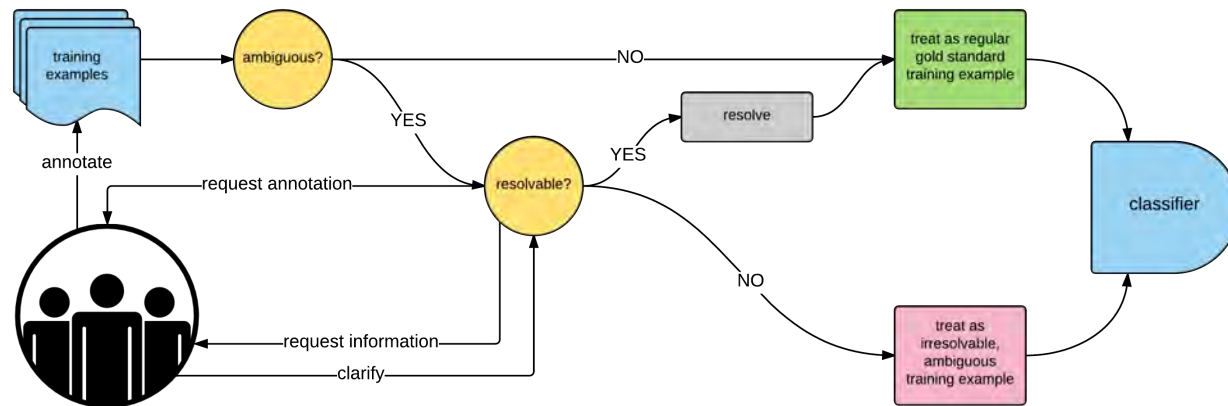 training
examples
ambiguous?
NO
treat as regular
gold standard
training example
resolve
YES
YES
annotate
request annotation
resolvable?
classifier
NO
request information
clarify
treat as
irresolvable,
ambiguous
training example